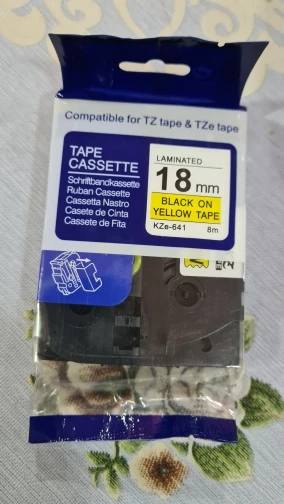 Compatible for TZ tape & TZe tape
TAPE
CASSETTE
Schriftbandkassette
Ruban Cassette
Cassetta Nastro
Casete de Cinta
Cassete de Fita
LAMINATED
18 mm
BLACK ON
YELLOW TAPE
KZe-641 8m